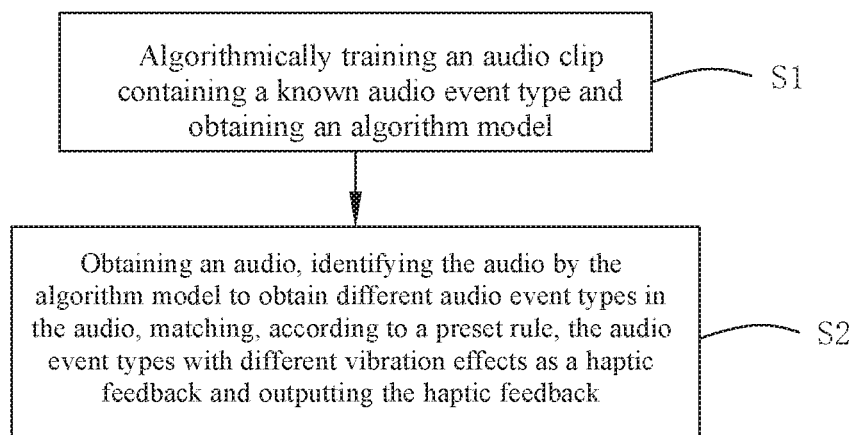 Algorithmically training an audio clip
containing a known audio event type and
obtaining an algorithm model
S1
Obtaining an audio, identifying the audio by the
algorithm model to obtain different audio event types in
the audio, matching, according to a preset rule, the audio
event types with different vibration effects as a haptic
feedback and outputting the haptic feedback
S2